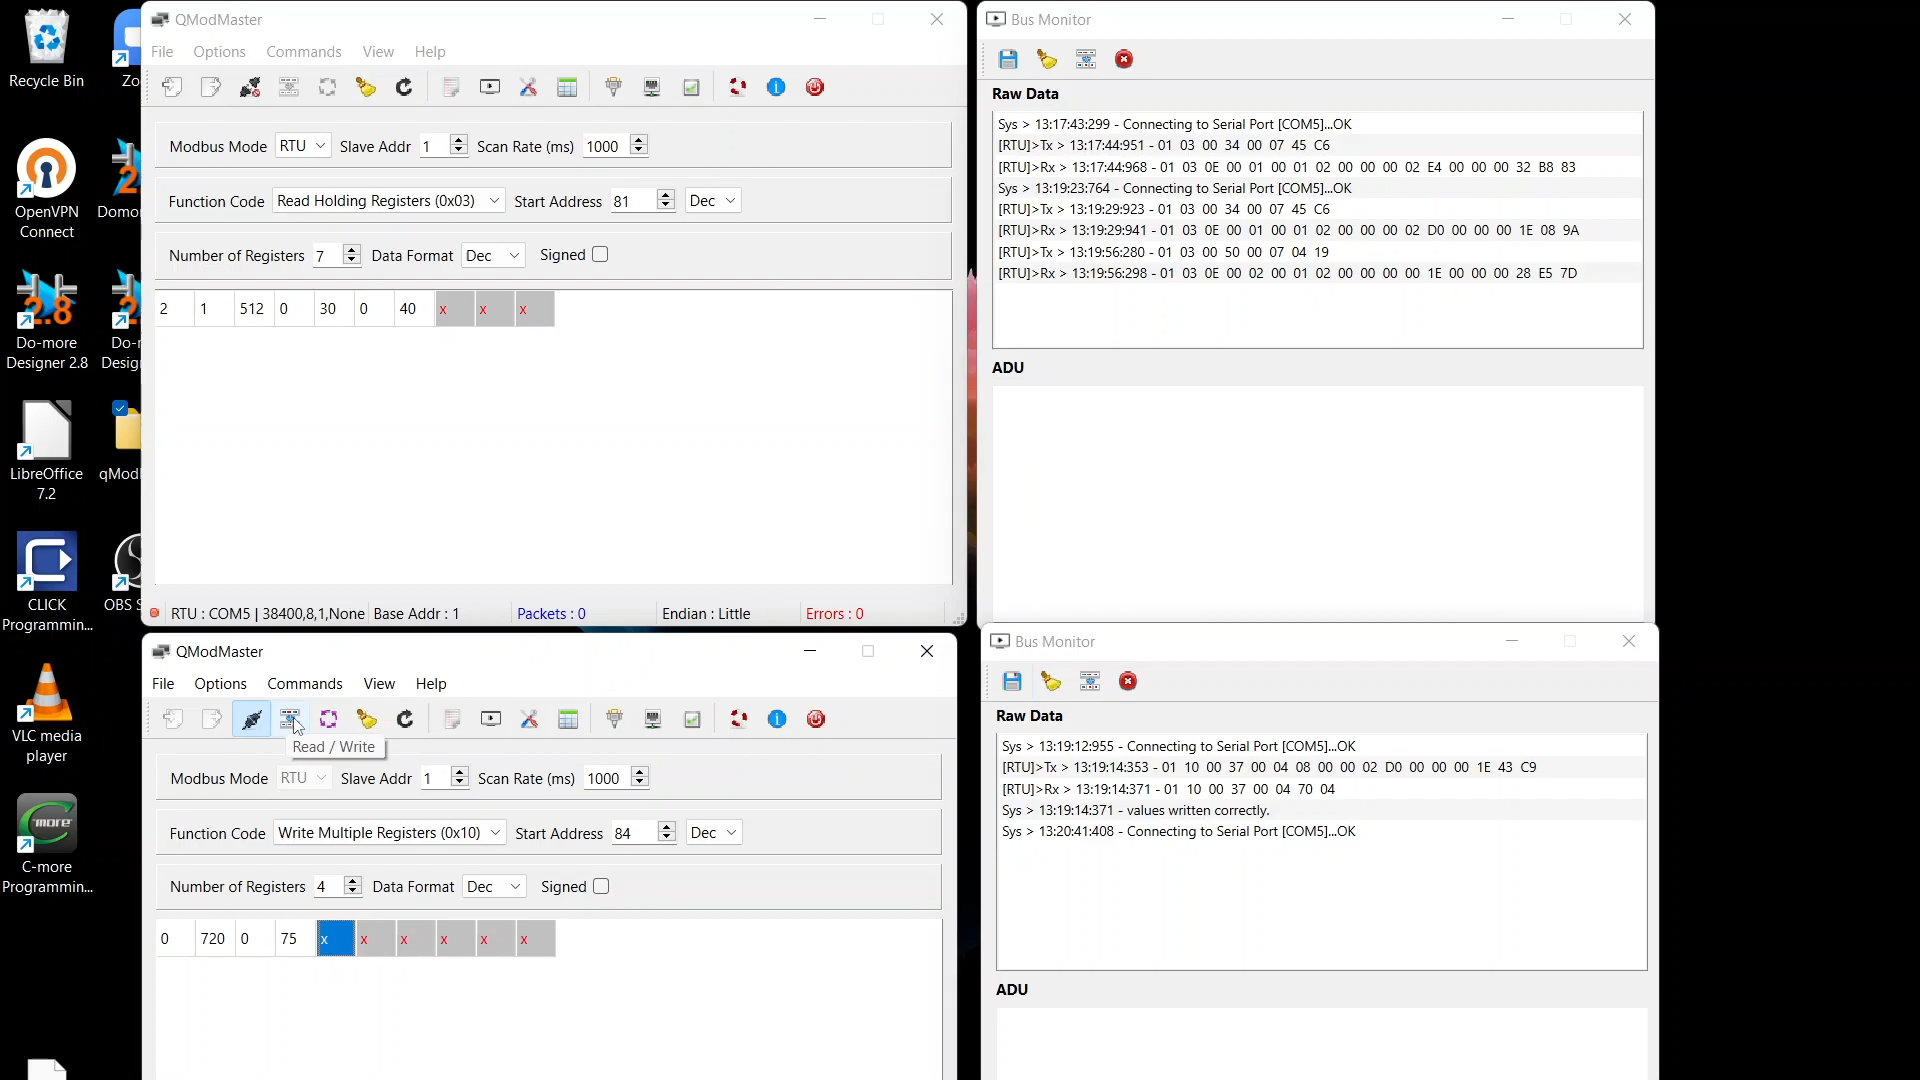 Recycle Bin
Zo
OpenVPN
Connect
Domo
Do-more
Designer 2.8
Do-
Desig
LibreOffice
7.2
qModI
CLICK
Programmin...
OBS S
VLC media
player
C-more
Programmin...
QModMaster
File Options Commands View Help
Modbus Mode RTU Slave Addr 1 Scan Rate (ms) 1000
Function Code Read Holding Registers (0x03) Start Address 81 Dec
Number of Registers 7 Data Format Dec Signed
2 1 512 0 30 0 40 x x x
RTU : COM5 | 38400,8,1,None Base Addr : 1 Packets : 0 Endian : Little Errors : 0
Bus Monitor
Raw Data
Sys > 13:17:43:299 - Connecting to Serial Port [COM5]...OK
[RTU]>Tx > 13:17:44:951 - 01 03 00 34 00 07 45 C6
[RTU]>Rx > 13:17:44:968 - 01 03 0E 00 01 00 01 02 00 00 00 02 E4 00 00 00 32 B8 83
Sys > 13:19:23:764 - Connecting to Serial Port [COM5]...OK
[RTU]>Tx > 13:19:29:923 - 01 03 00 34 00 07 45 C6
[RTU]>Rx > 13:19:29:941 - 01 03 0E 00 01 00 01 02 00 00 00 02 D0 00 00 00 1E 08 9A
[RTU]>Tx > 13:19:56:280 - 01 03 00 50 00 07 04 19
[RTU]>Rx > 13:19:56:298 - 01 03 0E 00 02 00 01 02 00 00 00 00 1E 00 00 00 28 E5 7D
ADU
QModMaster
File Options Commands View Help
Read / Write
Modbus Mode RTU Slave Addr 1 Scan Rate (ms) 1000
Function Code Write Multiple Registers (0x10) Start Address 84 Dec
Number of Registers 4 Data Format Dec Signed
0 720 0 75 x x x x x x
Bus Monitor
Raw Data
Sys > 13:19:12:955 - Connecting to Serial Port [COM5]...OK
[RTU]>Tx > 13:19:14:353 - 01 10 00 37 00 04 08 00 00 02 D0 00 00 00 1E 43 C9
[RTU]>Rx > 13:19:14:371 - 01 10 00 37 00 04 70 04
Sys > 13:19:14:371 - values written correctly.
Sys > 13:20:41:408 - Connecting to Serial Port [COM5]...OK
ADU